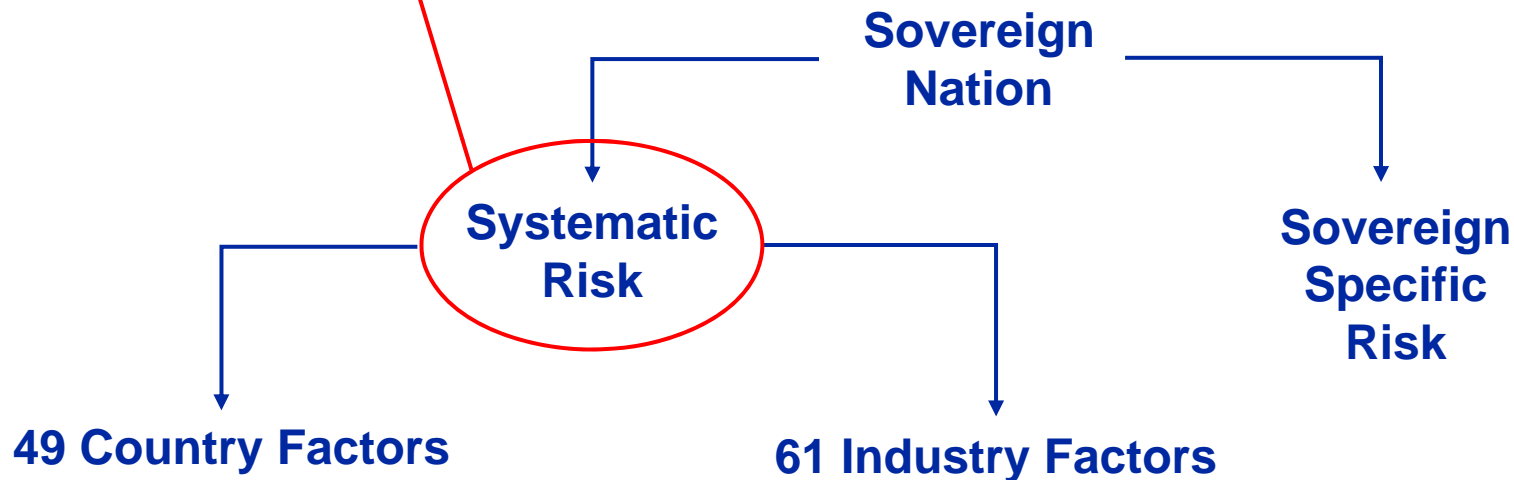 Sovereign
Nation
Systematic
Risk
Sovereign
Specific
Risk
49 Country Factors
61 Industry Factors